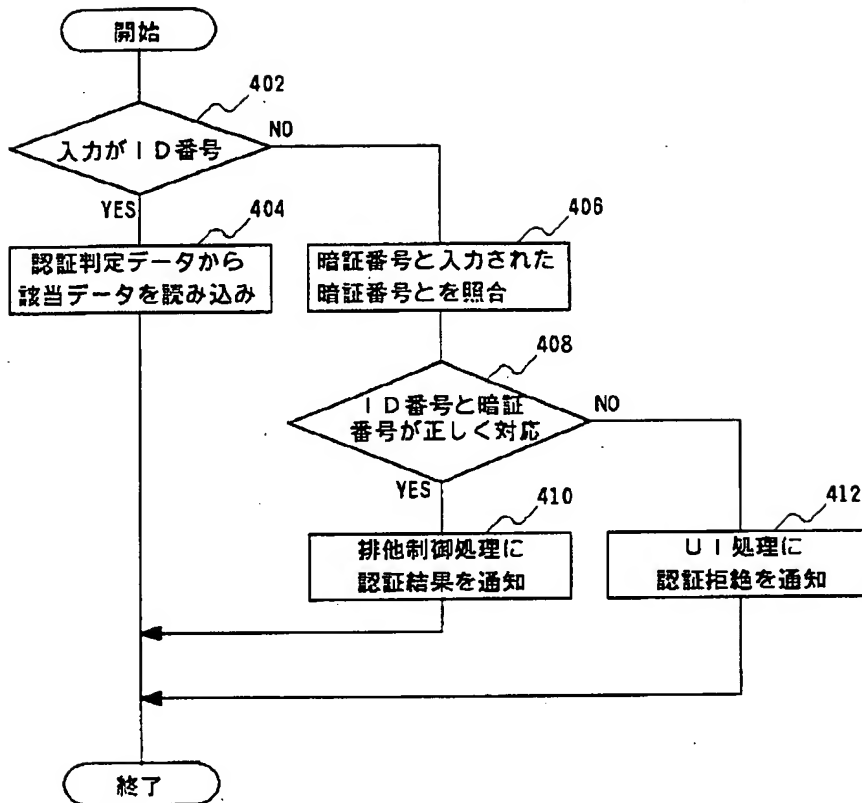 開始
402
入力がID番号
NO
YES
404
認証判定データから
該当データを読み込み
406
暗証番号と入力された
暗証番号とを照合
408
ID番号と暗証
番号が正しく対応
NO
YES
410
排他制御処理に
認証結果を通知
412
UI処理に
認証拒絶を通知
終了